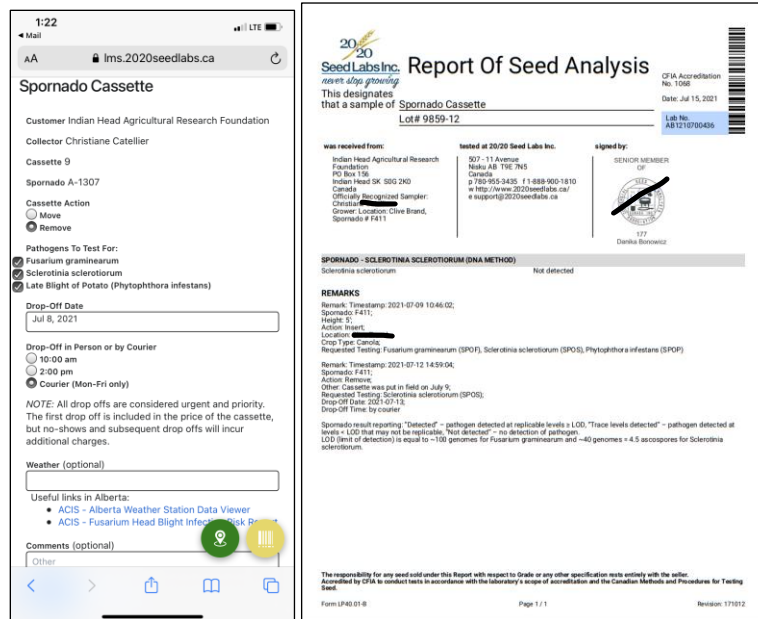 1:22
LTE
◀ Mail
AA lms.2020seedlabs.ca
Spornado Cassette
Customer Indian Head Agricultural Research Foundation
Collector Christiane Catellier
Cassette 9
Spornado A-1307
Cassette Action
Move
Remove
Pathogens To Test For:
Fusarium graminearum
Sclerotinia sclerotiorum
Late Blight of Potato (Phytophthora infestans)
Drop-Off Date
Jul 8, 2021
Drop-Off in Person or by Courier
10:00 am
2:00 pm
Courier (Mon-Fri only)
NOTE: All drop offs are considered urgent and priority.
The first drop off is included in the price of the cassette,
but no-shows and subsequent drop offs will incur
additional charges.
Weather (optional)
Useful links in Alberta:
• ACIS - Alberta Weather Station Data Viewer
• ACIS - Fusarium Head Blight Infection Risk
Comments (optional)
Other
20/20
Seed Labs Inc.
never stop growing
Report Of Seed Analysis
CFIA Accreditation
No. 1068
Date: Jul 15, 2021
Lab No.
AB1210700436
This designates
that a sample of Spornado Cassette
Lot# 9859-12
was received from:
Indian Head Agricultural Research
Foundation
PO Box 156
Indian Head SK S0G 2K0
Canada
Officially Recognized Sampler:
Christian
Grower: Location: Clive Brand,
Spornado # F411
tested at 20/20 Seed Labs Inc.
507 - 11 Avenue
Nisku AB T9E 7N5
Canada
p 780-955-3435 f 1-888-900-1810
w http://www.2020seedlabs.ca/
e support@2020seedlabs.ca
signed by:
SENIOR MEMBER
OF
177
Danika Bonowicz
SPORNADO - SCLEROTINIA SCLEROTIORUM (DNA METHOD)
Sclerotinia sclerotiorum Not detected
REMARKS
Remark: Timestamp: 2021-07-09 10:46:02;
Spornado: F411;
Height: 5';
Action: Insert;
Location:
Crop Type: Canola;
Requested Testing: Fusarium graminearum (SPOF), Sclerotinia sclerotiorum (SPOS), Phytophthora infestans (SPOP)
Remark: Timestamp: 2021-07-12 14:59:04;
Spornado: F411;
Action: Remove;
Other: Cassette was put in field on July 9;
Requested Testing: Sclerotinia sclerotiorum (SPOS);
Drop-Off Date: 2021-07-13;
Drop-Off Time: by courier
Spornado result reporting: "Detected" – pathogen detected at replicable levels ≥ LOD, "Trace levels detected" – pathogen detected at
levels < LOD that may not be replicable, "Not detected" – no detection of pathogen.
LOD (limit of detection) is equal to ~100 genomes for Fusarium graminearum and ~40 genomes = 4.5 ascospores for Sclerotinia
sclerotiorum.
The responsibility for any seed sold under this Report with respect to Grade or any other specification rests entirely with the seller.
Accredited by CFIA to conduct tests in accordance with the laboratory's scope of accreditation and the Canadian Methods and Procedures for Testing
Seed.
Form LP40.01-B Page 1 / 1 Revision: 171012